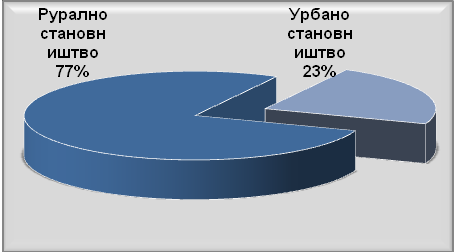 Рурално
становн
иштво
77%
Урбано
становн
иштво
23%